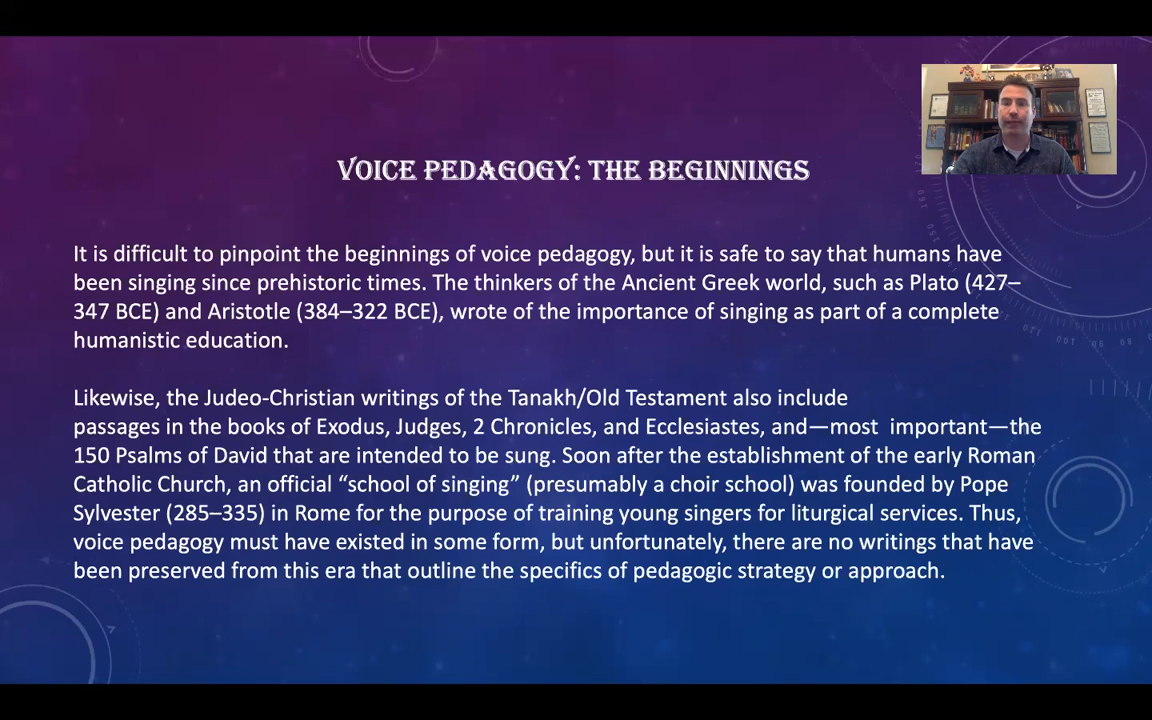 VOICE PEDAGOGY: THE BEGINNINGS
It is difficult to pinpoint the beginnings of voice pedagogy, but it is safe to say that humans have
been singing since prehistoric times. The thinkers of the Ancient Greek world, such as Plato (427–
347 BCE) and Aristotle (384–322 BCE), wrote of the importance of singing as part of a complete
humanistic education.
Likewise, the Judeo-Christian writings of the Tanakh/Old Testament also include
passages in the books of Exodus, Judges, 2 Chronicles, and Ecclesiastes, and—most  important—the
150 Psalms of David that are intended to be sung. Soon after the establishment of the early Roman
Catholic Church, an official “school of singing” (presumably a choir school) was founded by Pope
Sylvester (285–335) in Rome for the purpose of training young singers for liturgical services. Thus,
voice pedagogy must have existed in some form, but unfortunately, there are no writings that have
been preserved from this era that outline the specifics of pedagogic strategy or approach.